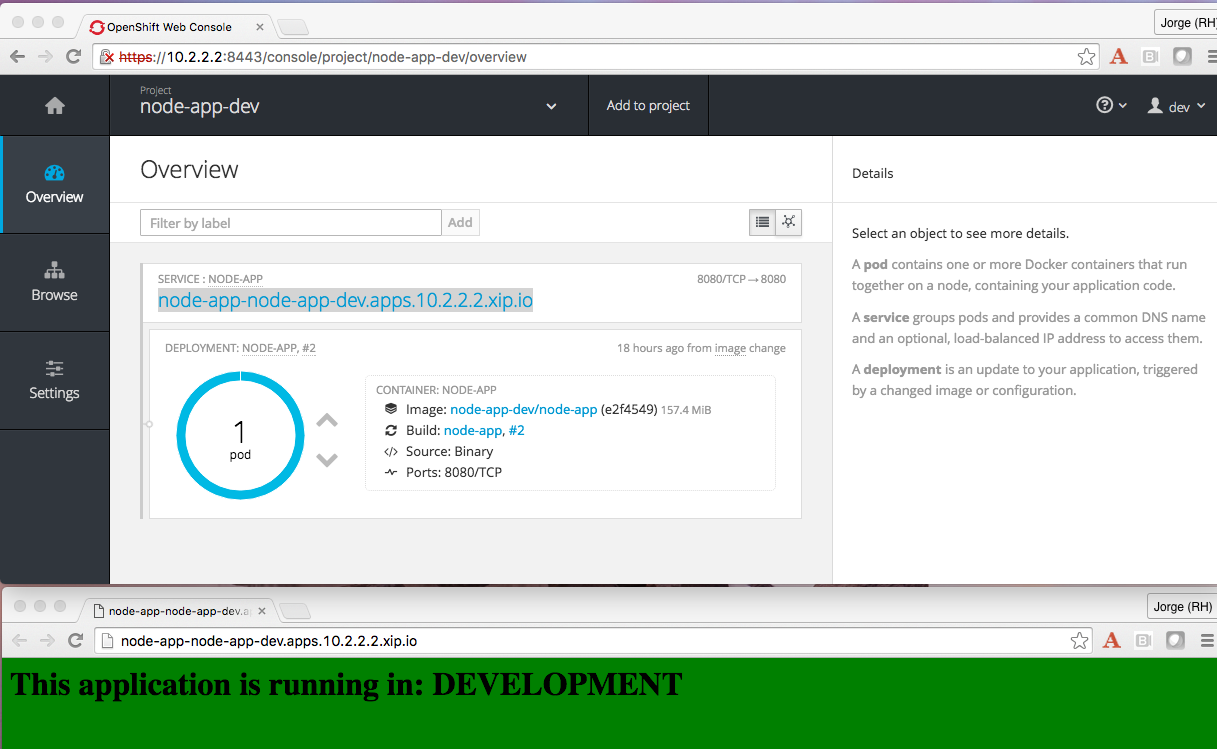 OpenShift Web Console
Jorge (RH)
https://10.2.2.2:8443/console/project/node-app-dev/overview
Project
node-app-dev
Add to project
dev
Overview
Browse
Settings
Overview
Filter by label
Add
SERVICE : NODE-APP
8080/TCP → 8080
node-app-node-app-dev.apps.10.2.2.2.xip.io
DEPLOYMENT: NODE-APP, #2
18 hours ago from image change
1
pod
CONTAINER: NODE-APP
Image: node-app-dev/node-app (e2f4549) 157.4 MiB
Build: node-app, #2
Source: Binary
Ports: 8080/TCP
Details
Select an object to see more details.
A pod contains one or more Docker containers that run
together on a node, containing your application code.
A service groups pods and provides a common DNS name
and an optional, load-balanced IP address to access them.
A deployment is an update to your application, triggered
by a changed image or configuration.
node-app-node-app-dev.a
Jorge (RH)
node-app-node-app-dev.apps.10.2.2.2.xip.io
This application is running in: DEVELOPMENT